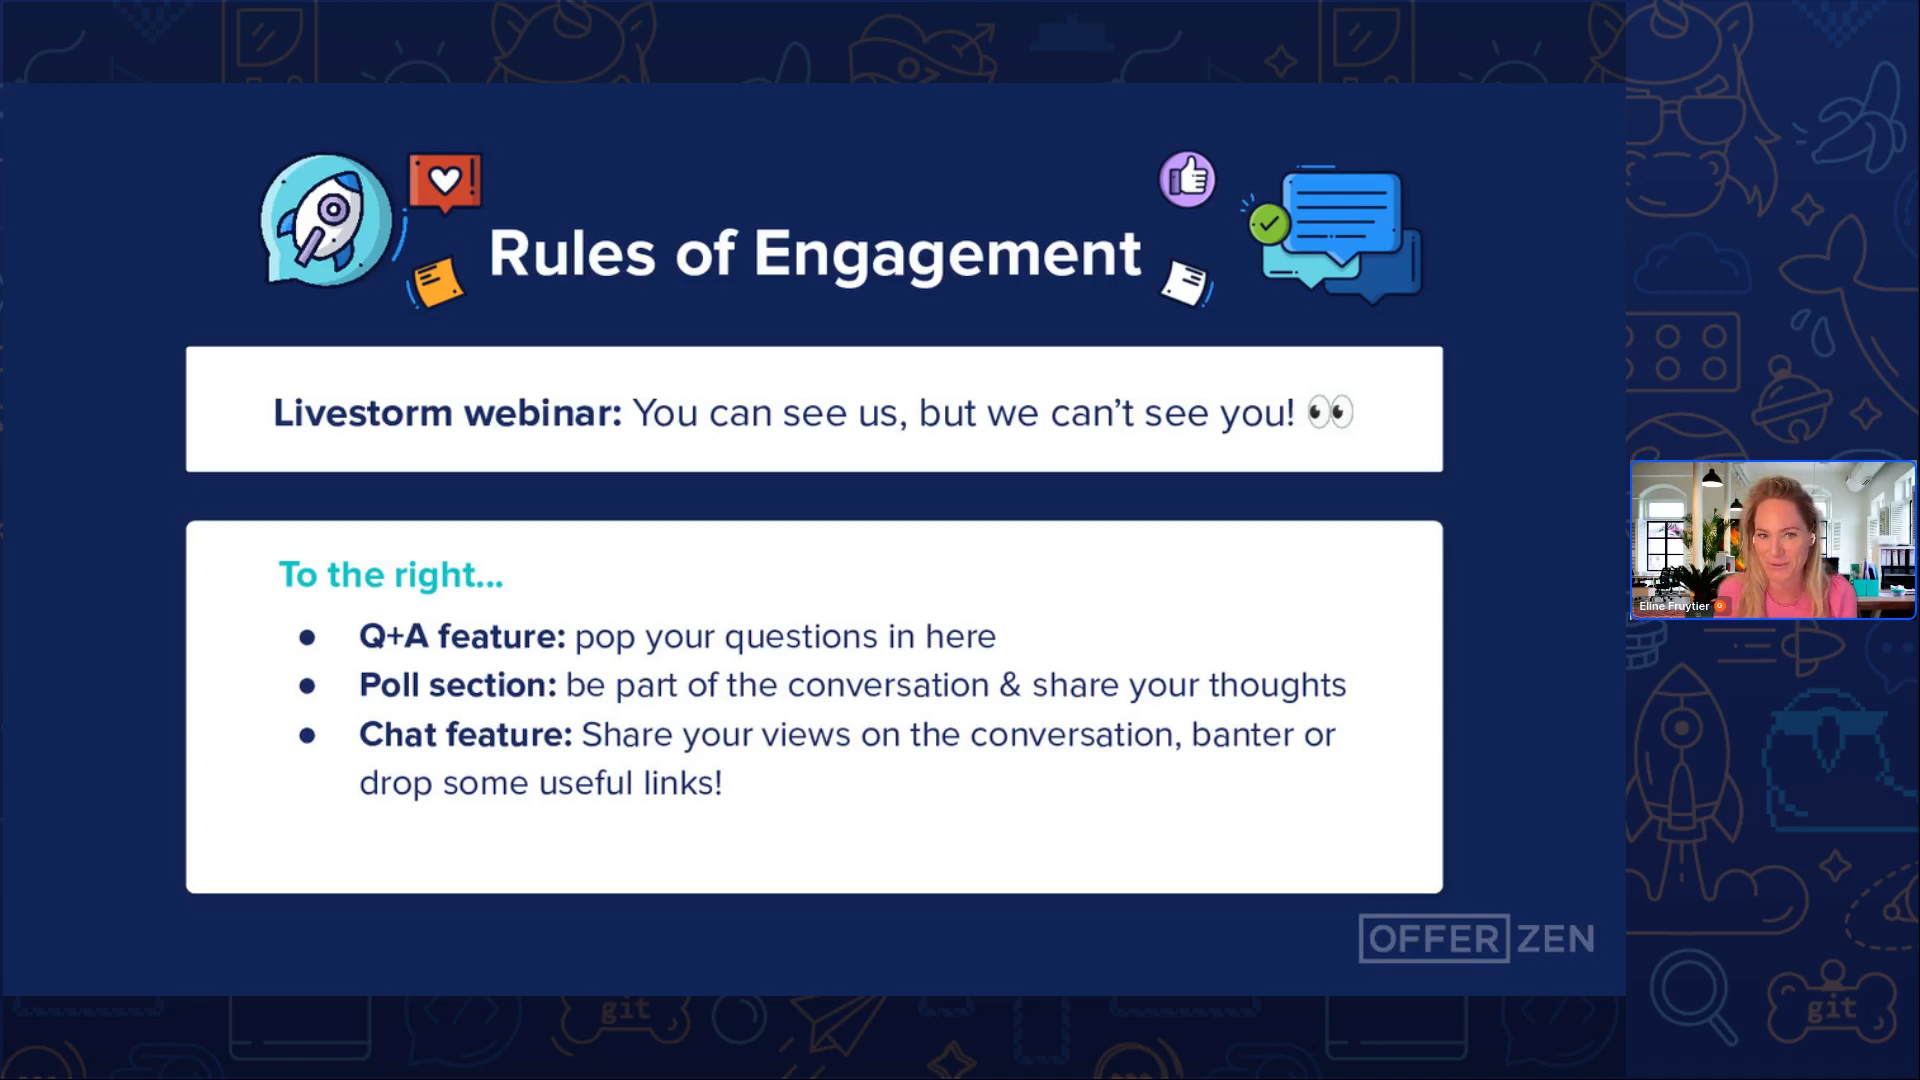 Rules of Engagement
Livestorm webinar: You can see us, but we can't see you! 👀
To the right...
● Q+A feature: pop your questions in here
● Poll section: be part of the conversation & share your thoughts
● Chat feature: Share your views on the conversation, banter or
drop some useful links!
Eline Fruytier
OFFER ZEN
git
git